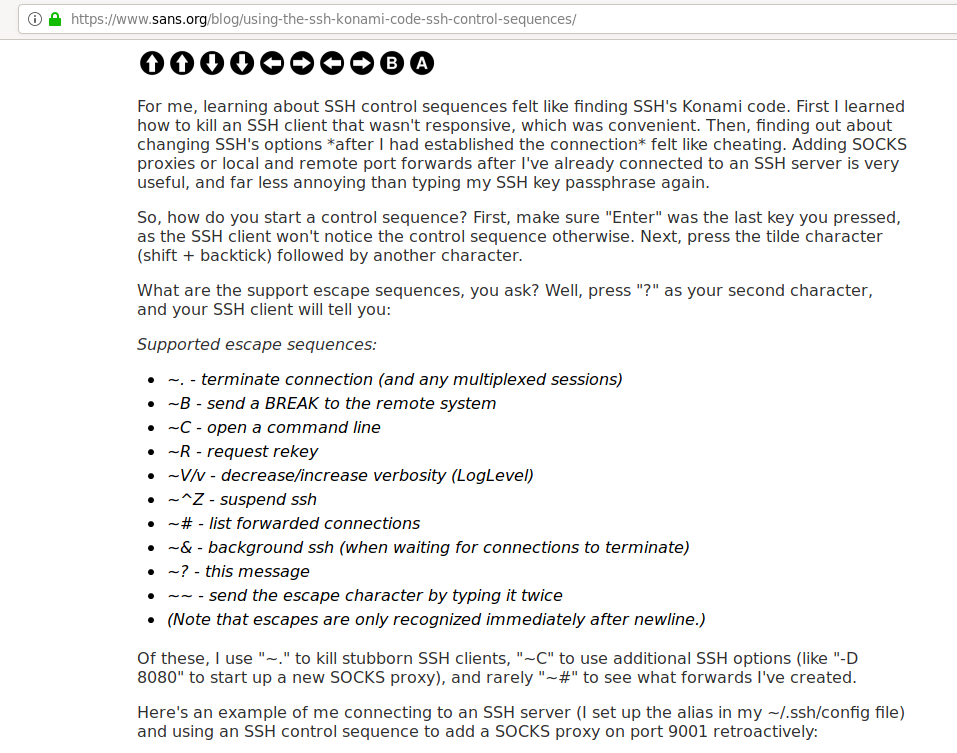 https://www.sans.org/blog/using-the-ssh-konami-code-ssh-control-sequences/
B A
For me, learning about SSH control sequences felt like finding SSH's Konami code. First I learned
how to kill an SSH client that wasn't responsive, which was convenient. Then, finding out about
changing SSH's options *after I had established the connection* felt like cheating. Adding SOCKS
proxies or local and remote port forwards after I've already connected to an SSH server is very
useful, and far less annoying than typing my SSH key passphrase again.
So, how do you start a control sequence? First, make sure "Enter" was the last key you pressed,
as the SSH client won't notice the control sequence otherwise. Next, press the tilde character
(shift + backtick) followed by another character.
What are the support escape sequences, you ask? Well, press "?" as your second character,
and your SSH client will tell you:
Supported escape sequences:
• ~. - terminate connection (and any multiplexed sessions)
• ~B - send a BREAK to the remote system
• ~C - open a command line
• ~R - request rekey
• ~V/v - decrease/increase verbosity (LogLevel)
• ~^Z - suspend ssh
• ~# - list forwarded connections
• ~& - background ssh (when waiting for connections to terminate)
• ~? - this message
• ~~ - send the escape character by typing it twice
• (Note that escapes are only recognized immediately after newline.)
Of these, I use "~." to kill stubborn SSH clients, "~C" to use additional SSH options (like "-D
8080" to start up a new SOCKS proxy), and rarely "~#" to see what forwards I've created.
Here's an example of me connecting to an SSH server (I set up the alias in my ~/.ssh/config file)
and using an SSH control sequence to add a SOCKS proxy on port 9001 retroactively: